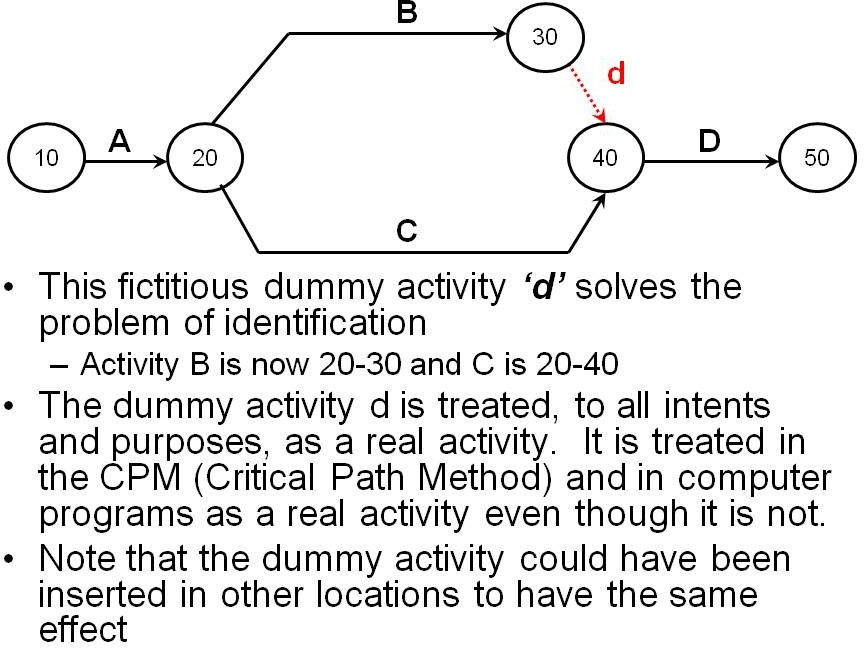 B
30
d
10
A
20
40
D
50
C
• This fictitious dummy activity ‘d’ solves the
problem of identification
– Activity B is now 20-30 and C is 20-40
• The dummy activity d is treated, to all intents
and purposes, as a real activity.  It is treated in
the CPM (Critical Path Method) and in computer
programs as a real activity even though it is not.
• Note that the dummy activity could have been
inserted in other locations to have the same
effect